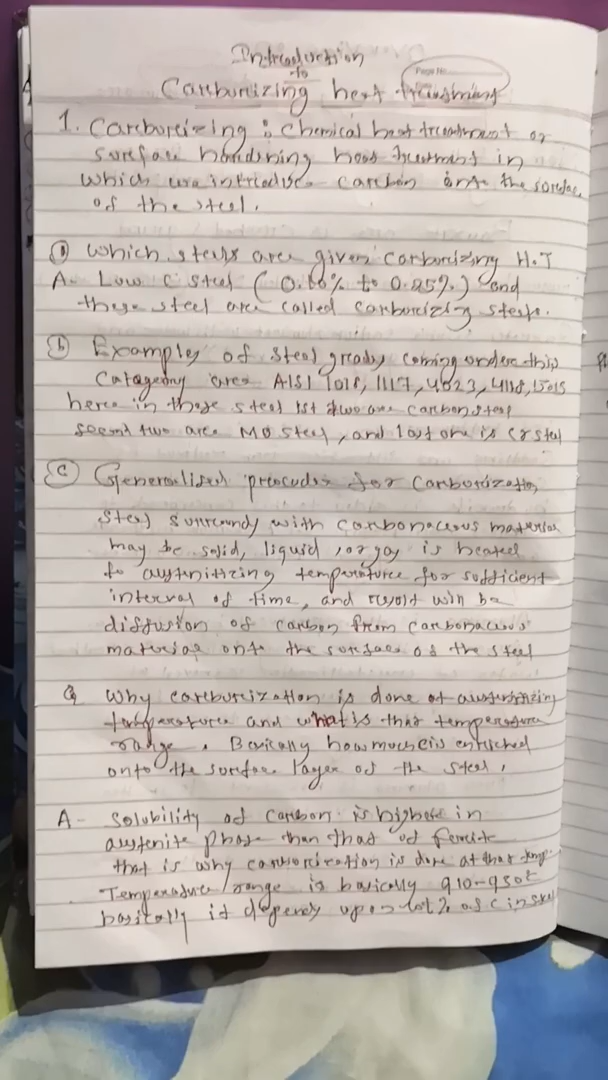 Introduction
to
Page No.
Carburizing heat treatment
1. Carburizing : Chemical heat treatment or
surface handening heat treatment in
which we introduce carbon onto the surface
of the steel.
(a) which steels are given carburizing H.T
A- Low C steel ( 0.10% to 0.25%) and
these steel are called carburizing steels.
(b) Examples of steel grades coming under this
Catagory are AISI 1018, 1117, 4023, 4118, 5015
here in these steel 1st two are carbon steel
second two are MO steel, and last one is Cr steel
(c) Generalised procudes for Carburization
steel surrounds with carbonaceous material
may be solid, liquid, or gas is heated
to austenitizing temperature for sufficient
interval of time, and result will be
diffusion of carbon from carbonaceous
material onto the surface of the steel
Q Why carburization is done at austenitizing
temperature and what is that temperature
range. Basically how much is enriched
onto the surface layer of the steel,
A- Solubility of carbon is highest in
austenite phase than that of ferrite
that is why carburization is done at that temp.
Temperature range is basically 910-950°
basically it depends upon wt% of C in steel